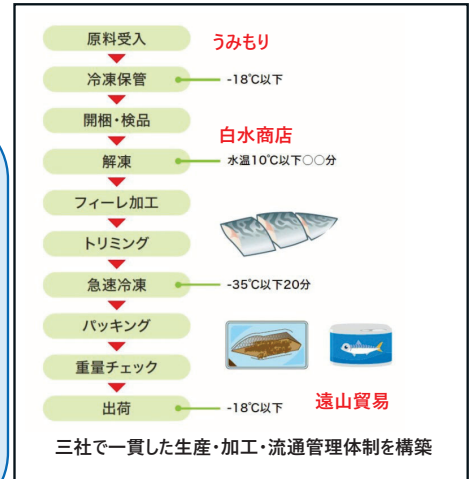 原料受入
うみもり
冷凍保管
-18℃以下
開梱・検品
白水商店
解凍
水温10℃以下○○分
フィーレ加工
トリミング
急速冷凍
-35℃以下20分
パッキング
重量チェック
出荷
-18℃以下
遠山貿易
三社で一貫した生産・加工・流通管理体制を構築